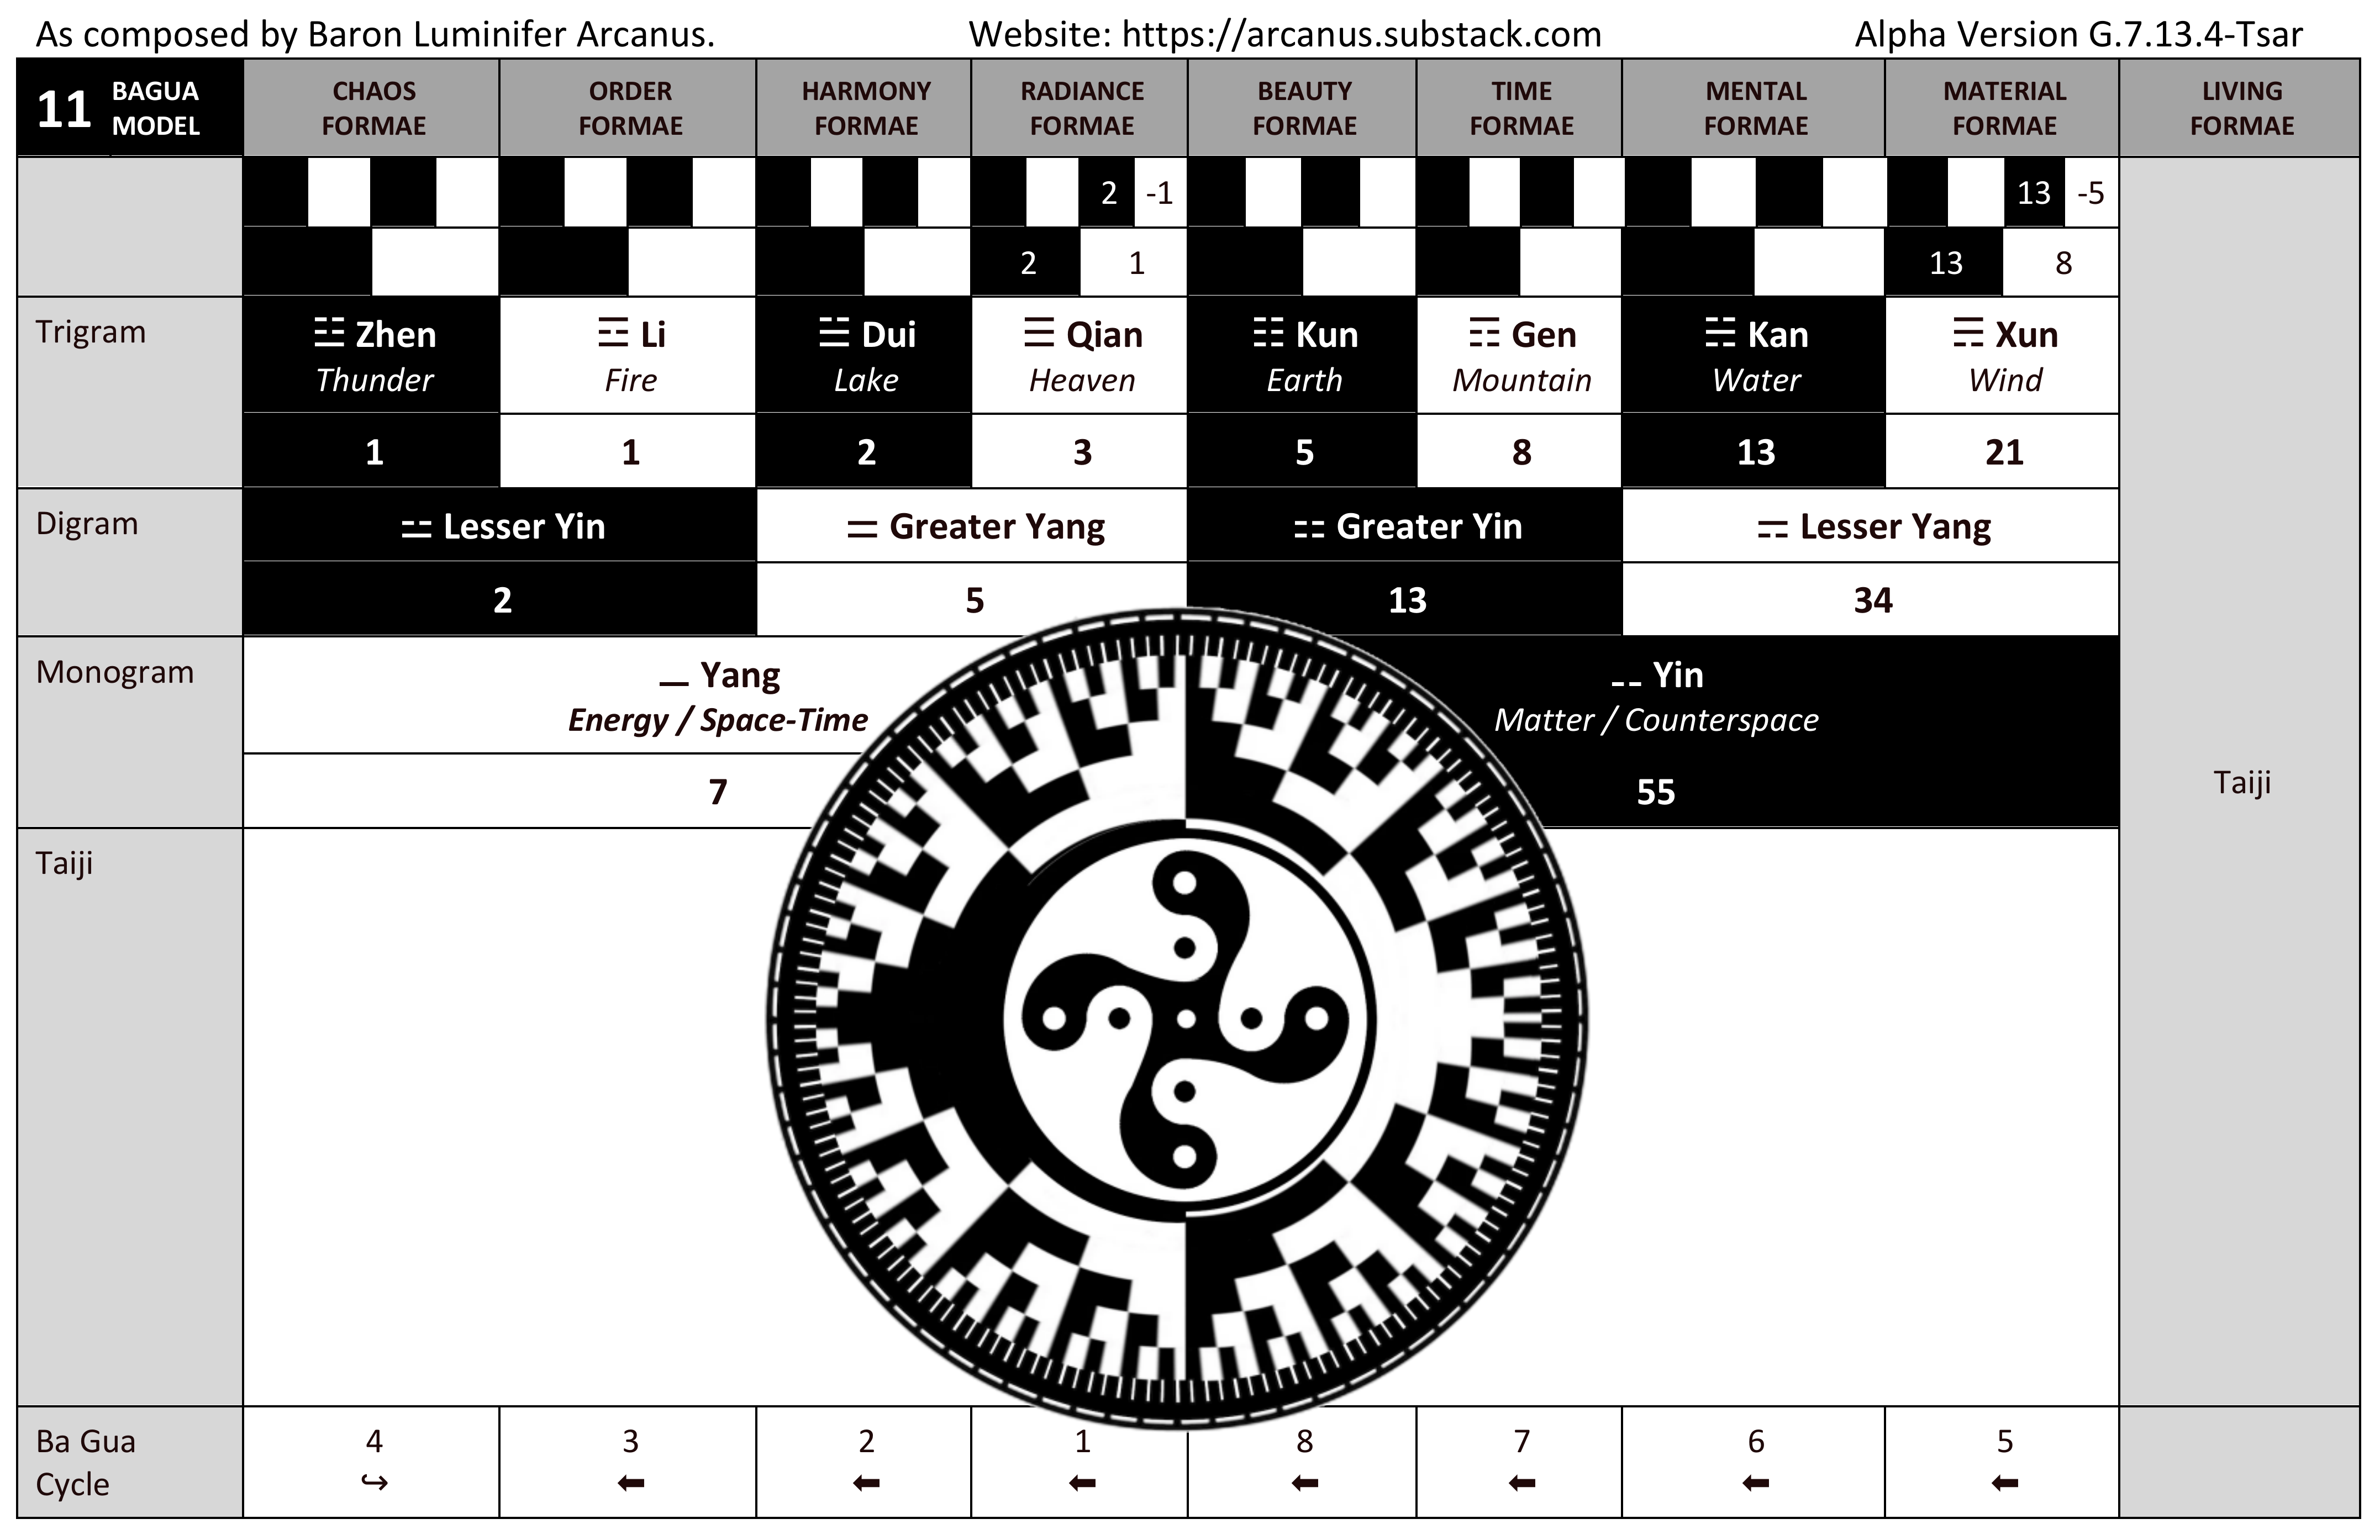 As composed by Baron Luminifer Arcanus. Website: https://arcanus.substack.com Alpha Version G.7.13.4-Tsar
11 BAGUA MODEL CHAOS FORMAE ORDER FORMAE HARMONY FORMAE RADIANCE FORMAE BEAUTY FORMAE TIME FORMAE MENTAL FORMAE MATERIAL FORMAE LIVING FORMAE
2 -1 13 -5
2 1 13 8
Trigram ☳ Zhen ☲ Li ☱ Dui ☰ Qian ☷ Kun ☶ Gen ☵ Kan ☴ Xun
Thunder Fire Lake Heaven Earth Mountain Water Wind
1 1 2 3 5 8 13 21
Digram ⚍ Lesser Yin ⚌ Greater Yang ⚏ Greater Yin ⚎ Lesser Yang
2 5 13 34
Monogram ⚊ Yang ⚋ Yin
Energy / Space-Time Matter / Counterspace
7 55 Taiji
Taiji
Ba Gua 4 3 2 1 8 7 6 5
Cycle ↪ ⬅ ⬅ ⬅ ⬅ ⬅ ⬅ ⬅